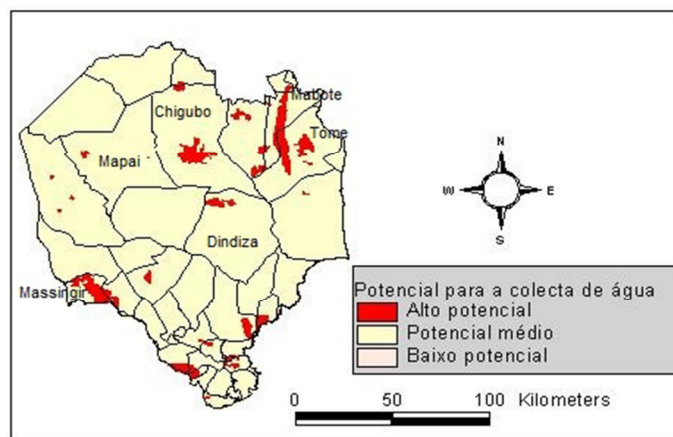 Mabote
Chigubo
Tome
Mapai
Dindiza
Massingir
N
W E
S
Potencial para a colecta de água
Alto potencial
Potencial médio
Baixo potencial
0 50 100 Kilometers